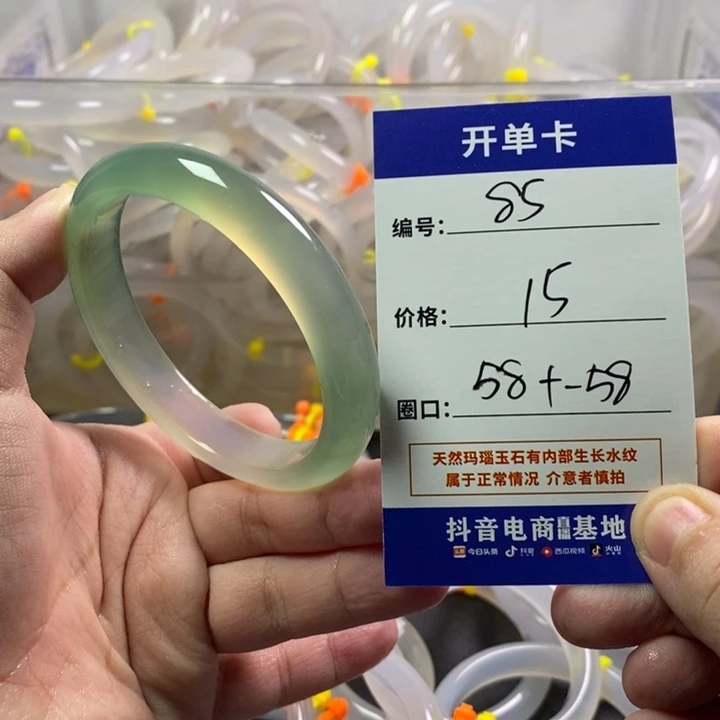 开单卡
编号: 85
价格: 15
圈口: 58+-58
天然玛瑙玉石有内部生长水纹
属于正常情况 介意者慎拍
抖音电商直播基地
今日头条 抖音 西瓜视频 火山